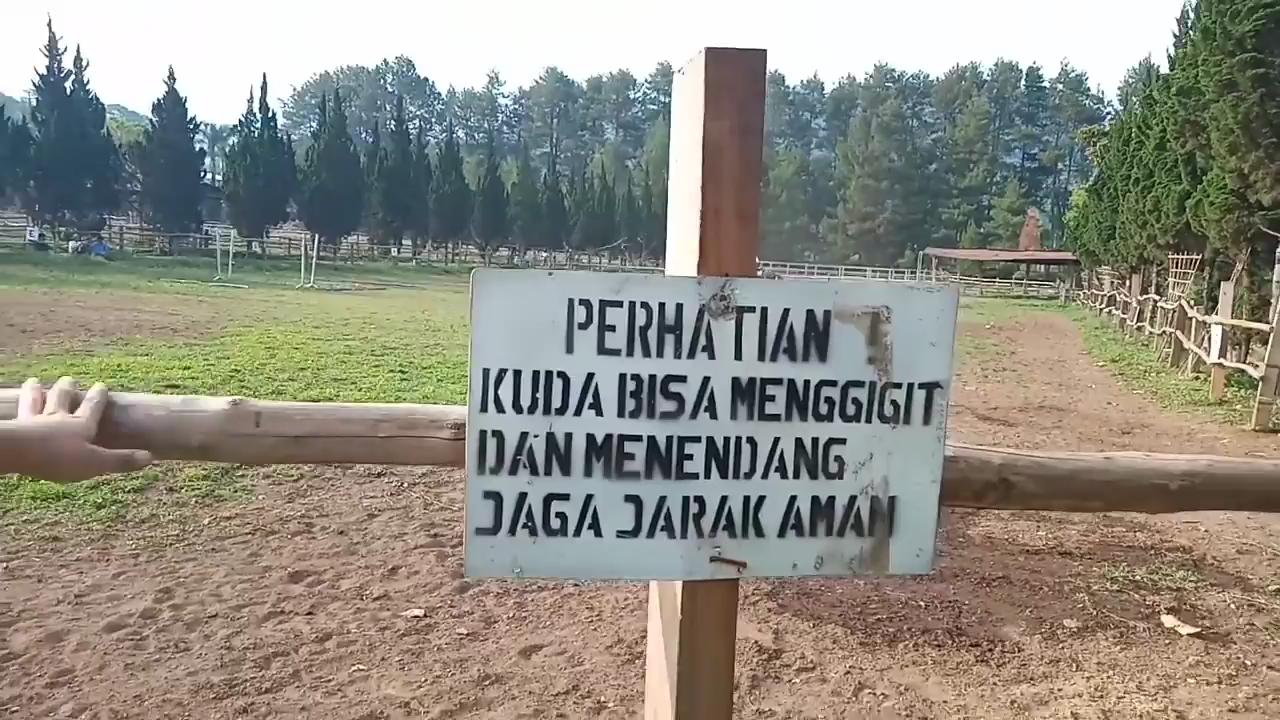 PERHATIAN
KUDA BISA MENGGIGIT
DAN MENENDANG
JAGA JARAK AMAN